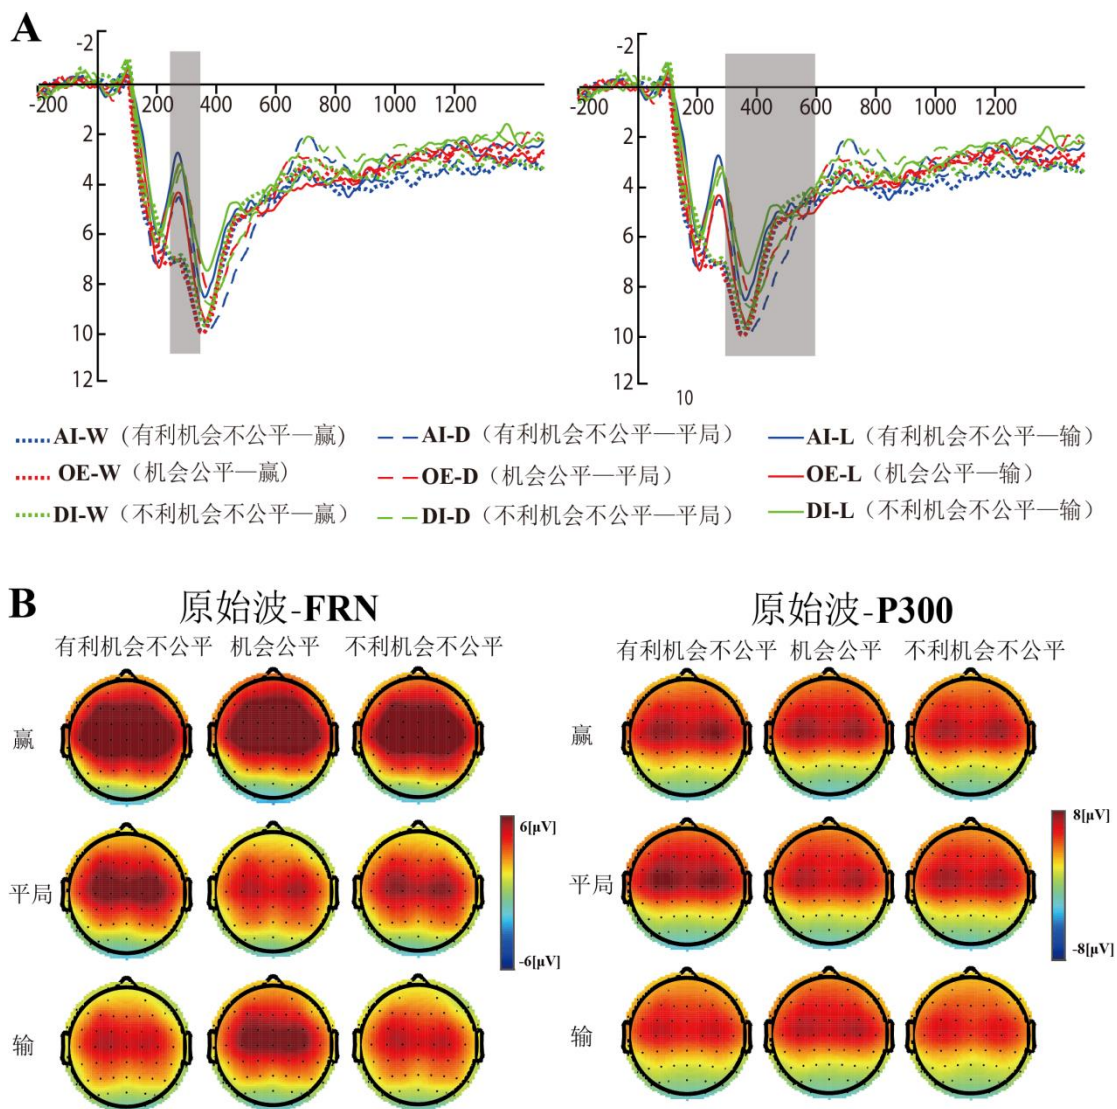 A
-2 -2
-200 200 400 600 800 1000 1200 -200 200 400 600 800 1000 1200
2 2
4 4
6 6
8 8
10 10
12 12
10
AI-W（有利机会不公平—赢） AI-D（有利机会不公平—平局） AI-L（有利机会不公平—输）
OE-W（机会公平—赢） OE-D（机会公平—平局） OE-L（机会公平—输）
DI-W（不利机会不公平—赢） DI-D（不利机会不公平—平局） DI-L（不利机会不公平—输）
B 原始波-FRN 原始波-P300
有利机会不公平 机会公平 不利机会不公平 有利机会不公平 机会公平 不利机会不公平
赢 赢
6[μV] 8[μV]
平局 平局
-6[μV] -8[μV]
输 输